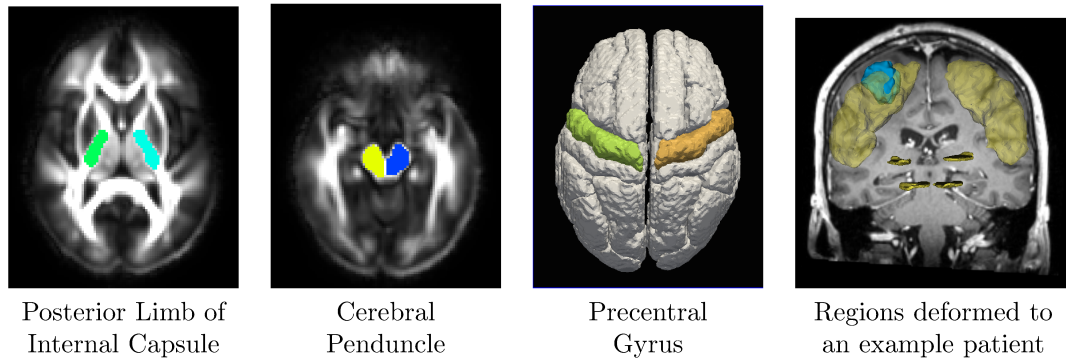 Posterior Limb of
Internal Capsule
Cerebral
Penduncle
Precentral
Gyrus
Regions deformed to
an example patient